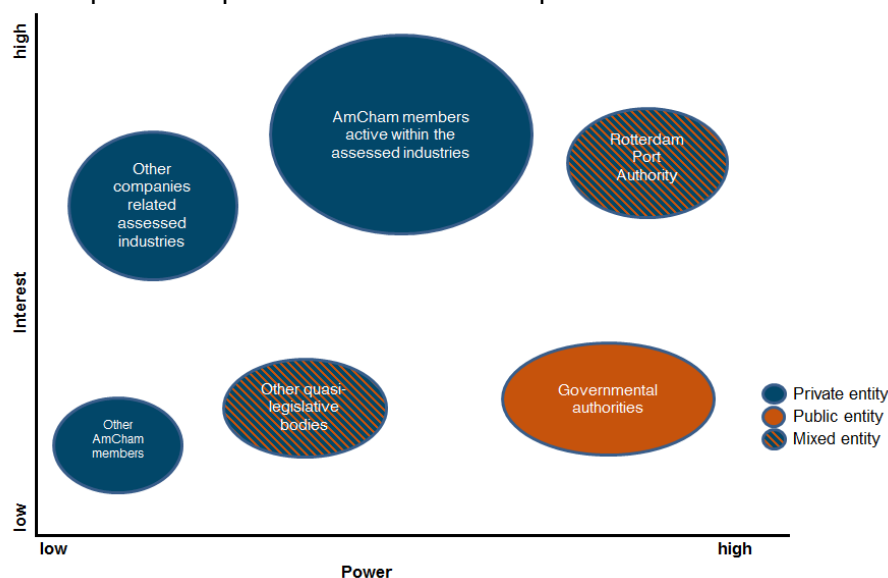 high
AmCham members
active within the
assessed industries
Rotterdam
Port
Authority
Other
companies
related
assessed
industries
Interest
Other quasi-
legislative
bodies
Governmental
authorities
Other
AmCham
members
Private entity
Public entity
Mixed entity
low
low
high
Power